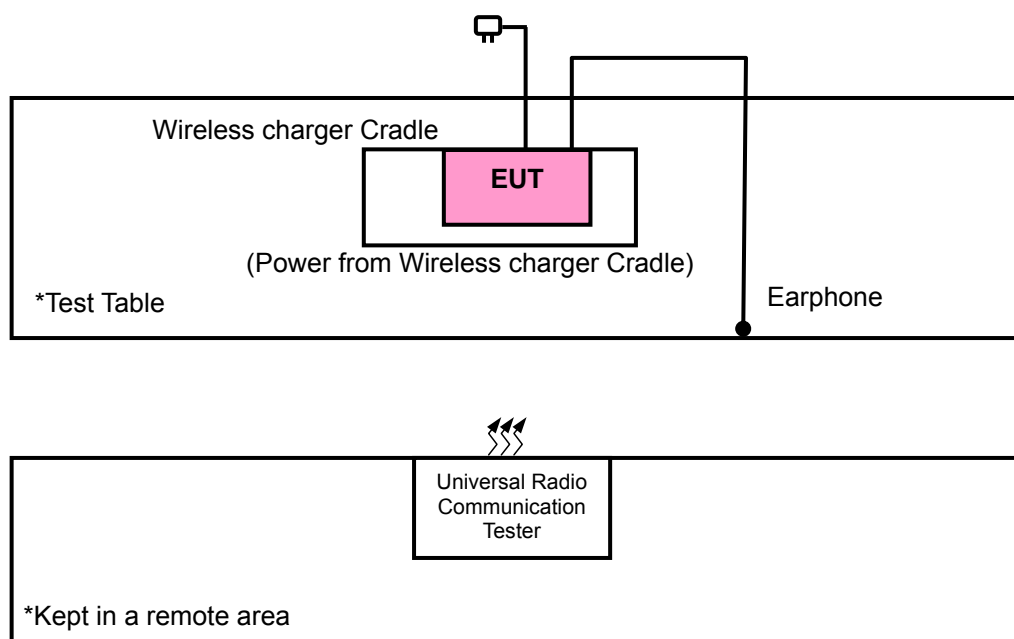 Wireless charger Cradle
EUT
(Power from Wireless charger Cradle)
*Test Table
Earphone
Universal Radio
Communication
Tester
*Kept in a remote area